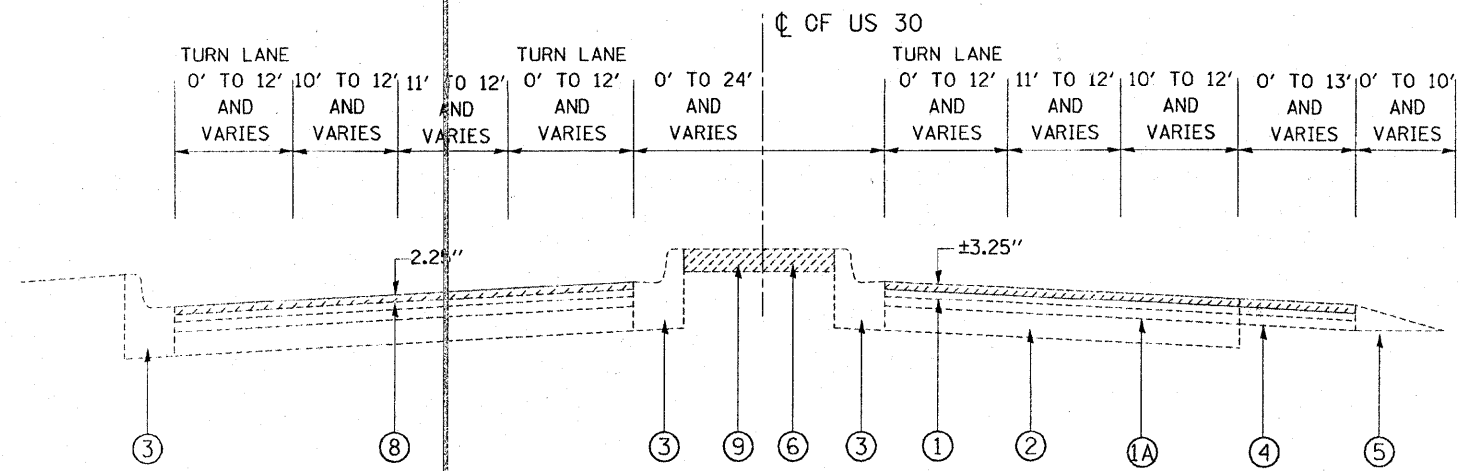 ℄ OF US 30
TURN LANE
0' TO 12'
AND
VARIES
10' TO 12'
AND
VARIES
11' TO 12'
AND
VARIES
TURN LANE
0' TO 12'
AND
VARIES
0' TO 24'
AND
VARIES
TURN LANE
0' TO 12'
AND
VARIES
11' TO 12'
AND
VARIES
10' TO 12'
AND
VARIES
0' TO 13'
AND
VARIES
0' TO 10'
AND
VARIES
2.25"
±3.25"
3
8
3
9
6
3
1
2
1A
4
5